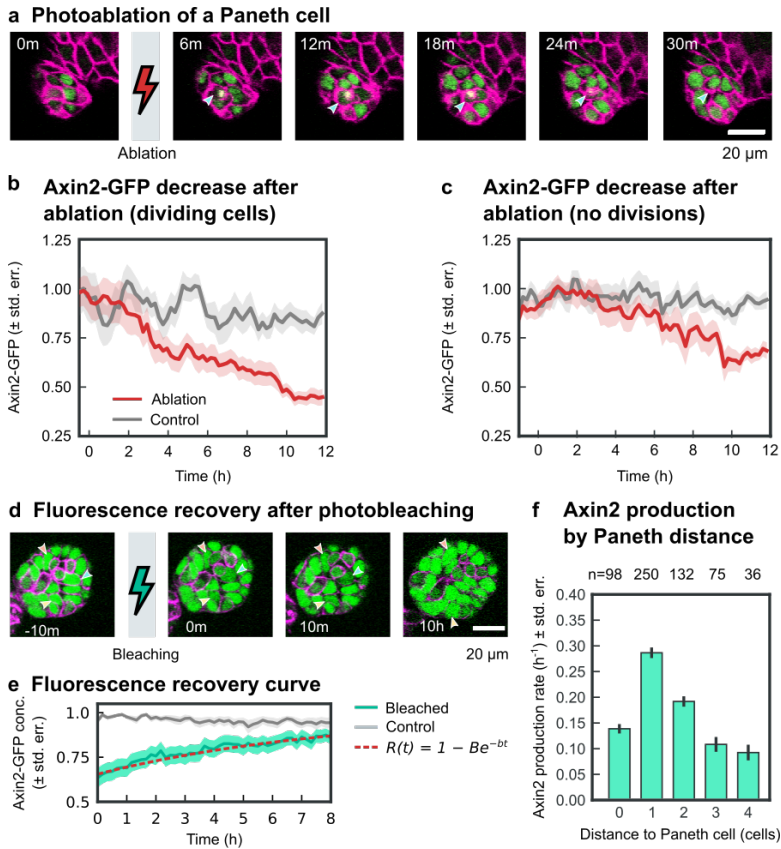 a Photoablation of a Paneth cell
0m
6m
12m
18m
24m
30m
Ablation
20 µm
b Axin2-GFP decrease after
ablation (dividing cells)
Axin2-GFP (± std. err.)
1.25
1.00
0.75
0.50
0.25
Ablation
Control
0 2 4 6 8 10 12
Time (h)
c Axin2-GFP decrease after
ablation (no divisions)
Axin2-GFP (± std. err.)
1.25
1.00
0.75
0.50
0.25
0 2 4 6 8 10 12
Time (h)
d Fluorescence recovery after photobleaching
-10m
0m
10m
10h
Bleaching
20 µm
e Fluorescence recovery curve
Axin2-GFP conc.
(± std. err.)
1.0
0.75
0.5
0 1 2 3 4 5 6 7 8
Time (h)
Bleached
Control
R(t) = 1 − Be^{−bt}
f Axin2 production
by Paneth distance
n=98 250 132 75 36
Axin2 production rate (h⁻¹) ± std. err.
0.40
0.35
0.30
0.25
0.20
0.15
0.10
0.05
0.00
0 1 2 3 4
Distance to Paneth cell (cells)